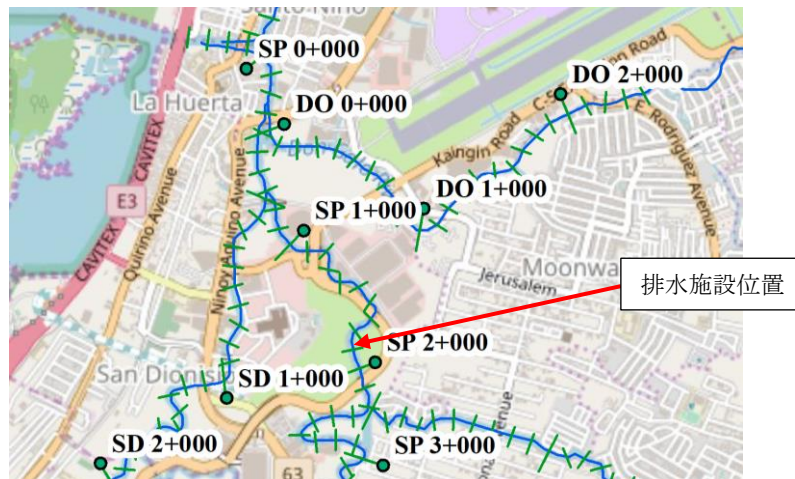 Santo Niño
SP 0+000
La Huerta
DO 0+000
DO 2+000
Kaingin Road
E Rodriguez Avenue
CAVITEX
E3
Quirino Avenue
Ninoy Aquino Avenue
SP 1+000
DO 1+000
Jerusalem
Moonwa
排水施設位置
CAVITEX
San Dionisio
SD 1+000
SP 2+000
SD 2+000
63
SP 3+000